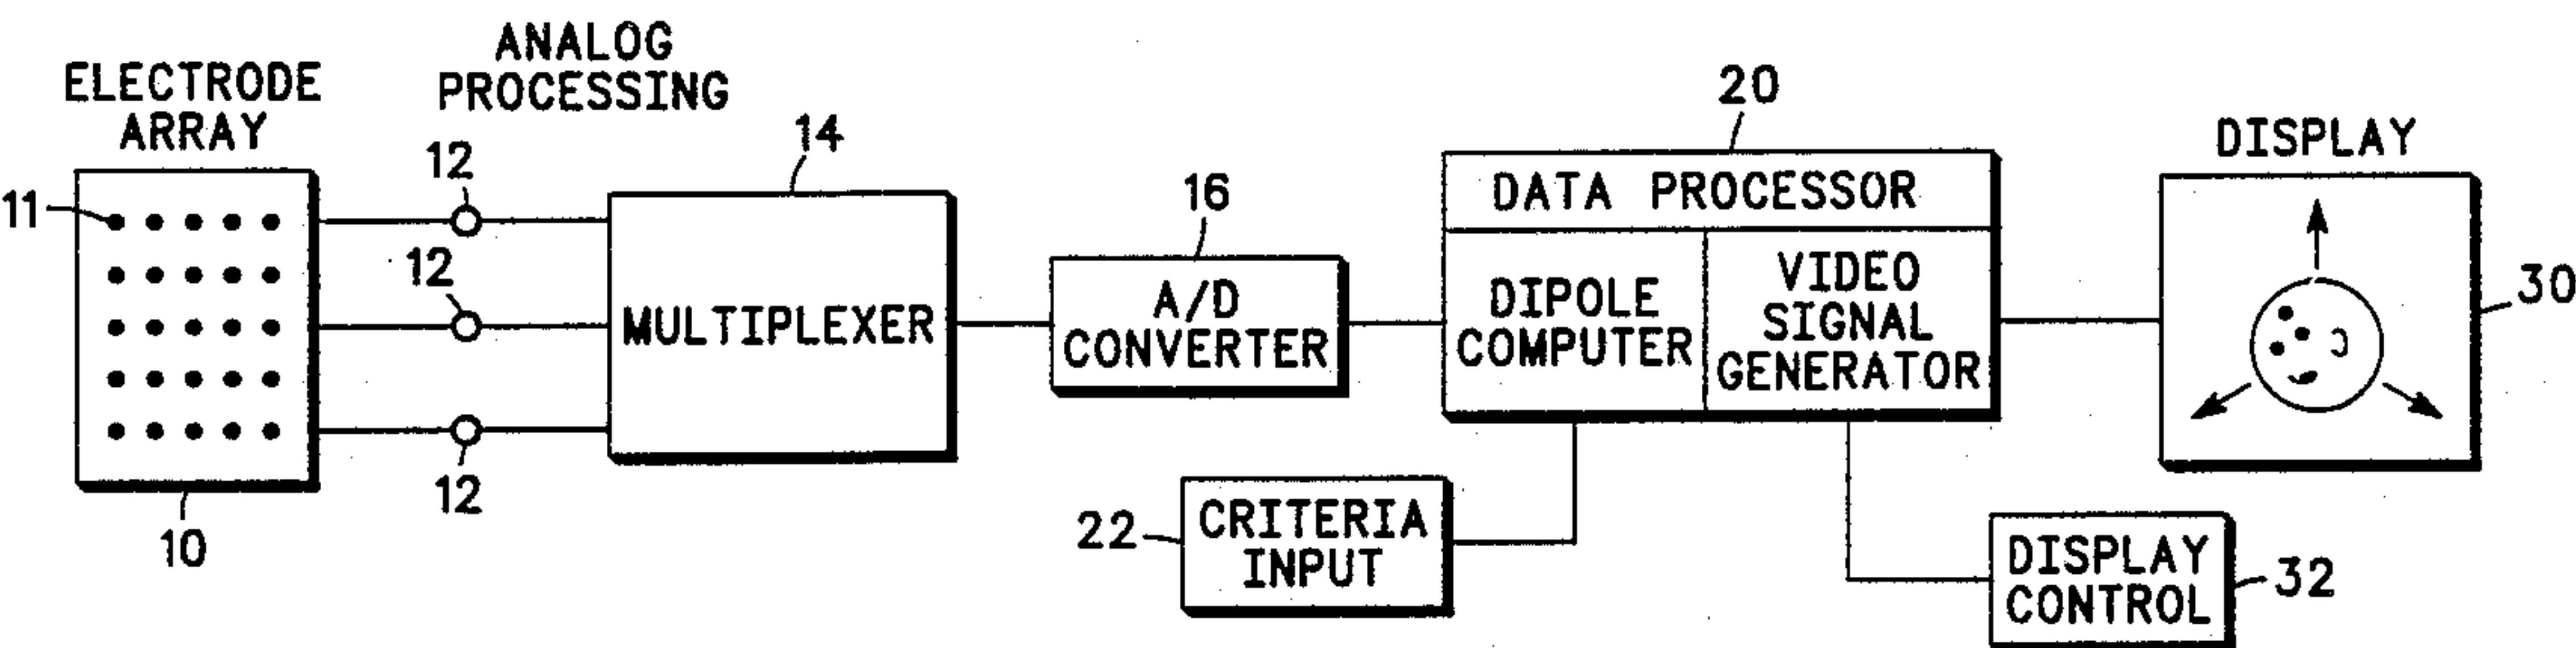 ELECTRODE
ARRAY
11
10
ANALOG
PROCESSING
12
12
12
14
MULTIPLEXER
16
A/D
CONVERTER
20
DATA PROCESSOR
DIPOLE
COMPUTER
VIDEO
SIGNAL
GENERATOR
22
CRITERIA
INPUT
DISPLAY
30
DISPLAY
CONTROL
32